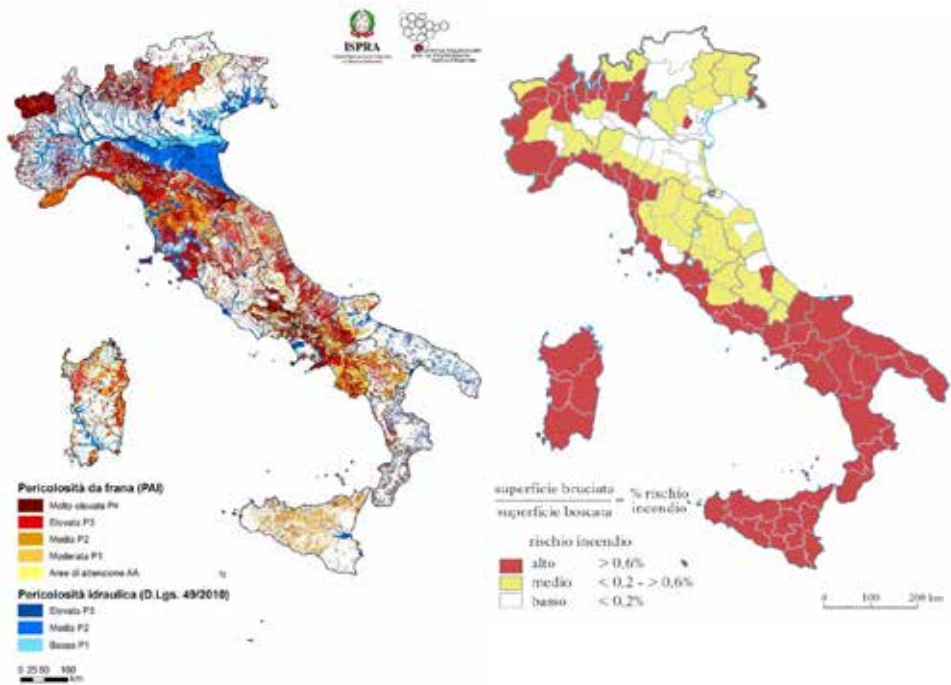 ISPRA
Pericolosità da frana (PAI)
Molto elevata P4
Elevata P3
Media P2
Moderata P1
Aree di attenzione AA
Pericolosità idraulica (D.Lgs. 49/2010)
Elevata P3
Media P2
Bassa P1
0 25 50 100
km
superficie bruciata
superficie boscata
= % rischio
incendio
rischio incendio
alto > 0,6%
medio < 0,2 - > 0,6%
basso < 0,2%
0 100 200 km